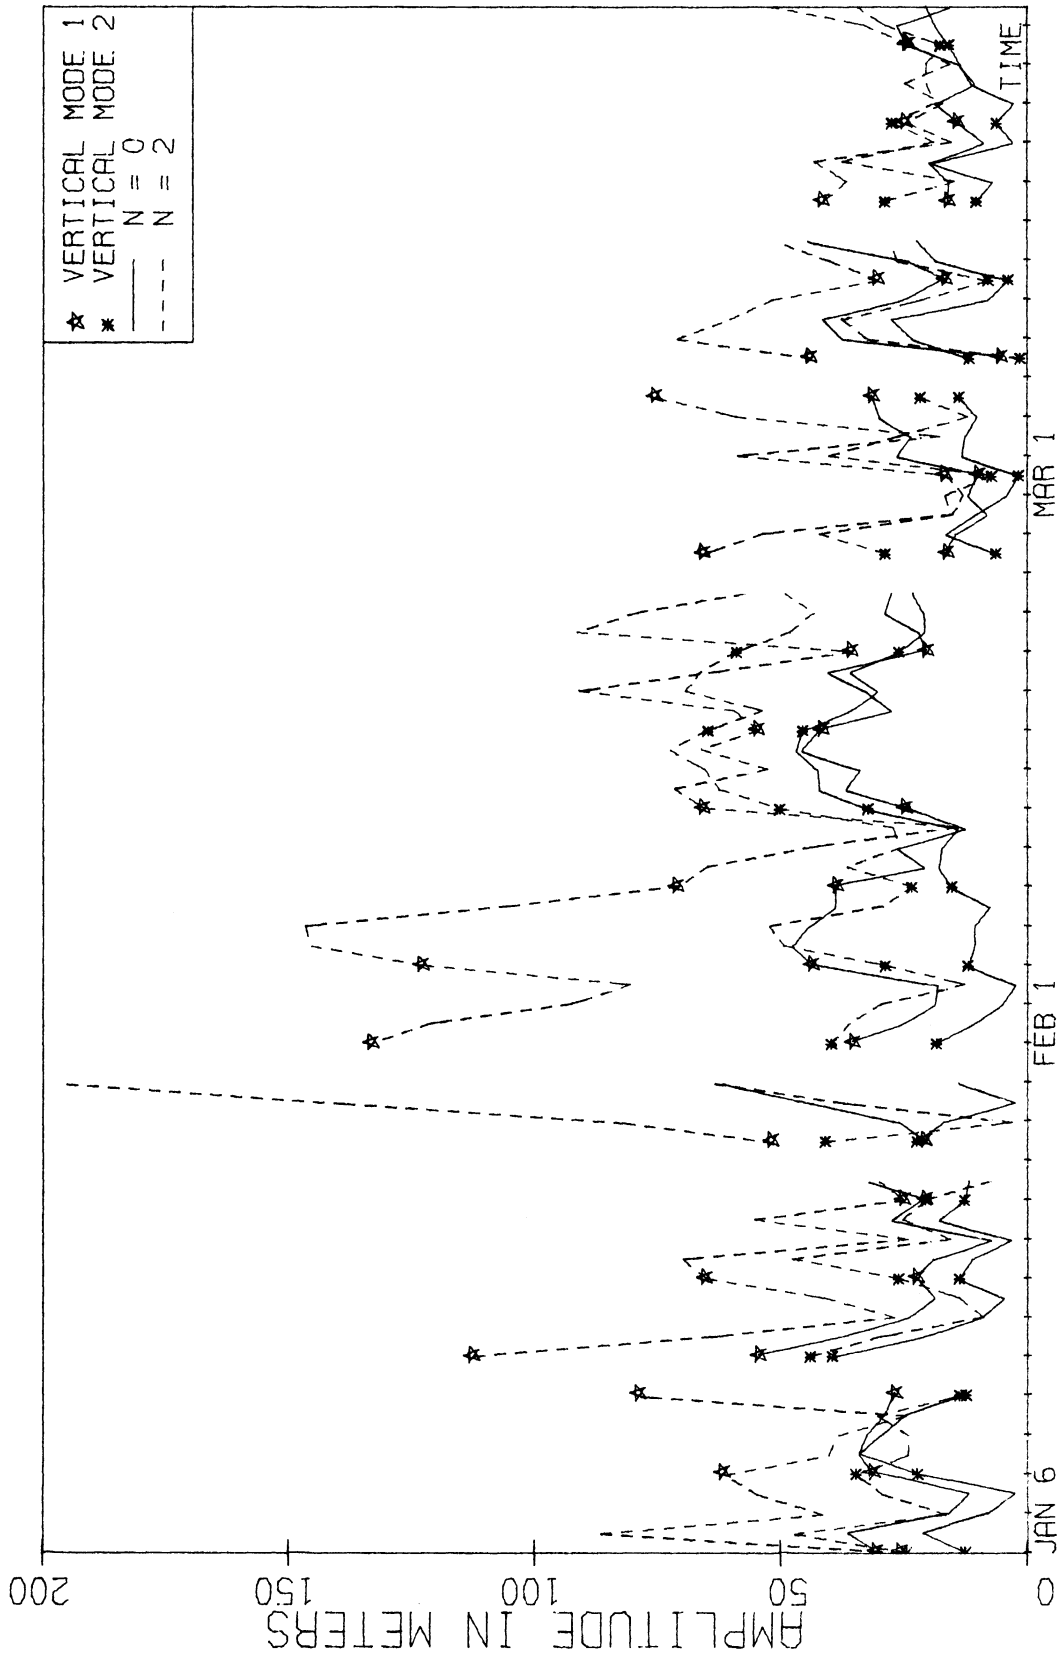 VERTICAL MODE 1
VERTICAL MODE 2
N = 0
N = 2
AMPLITUDE IN METERS
200
150
100
50
0
JAN 6
FEB 1
MAR 1
TIME